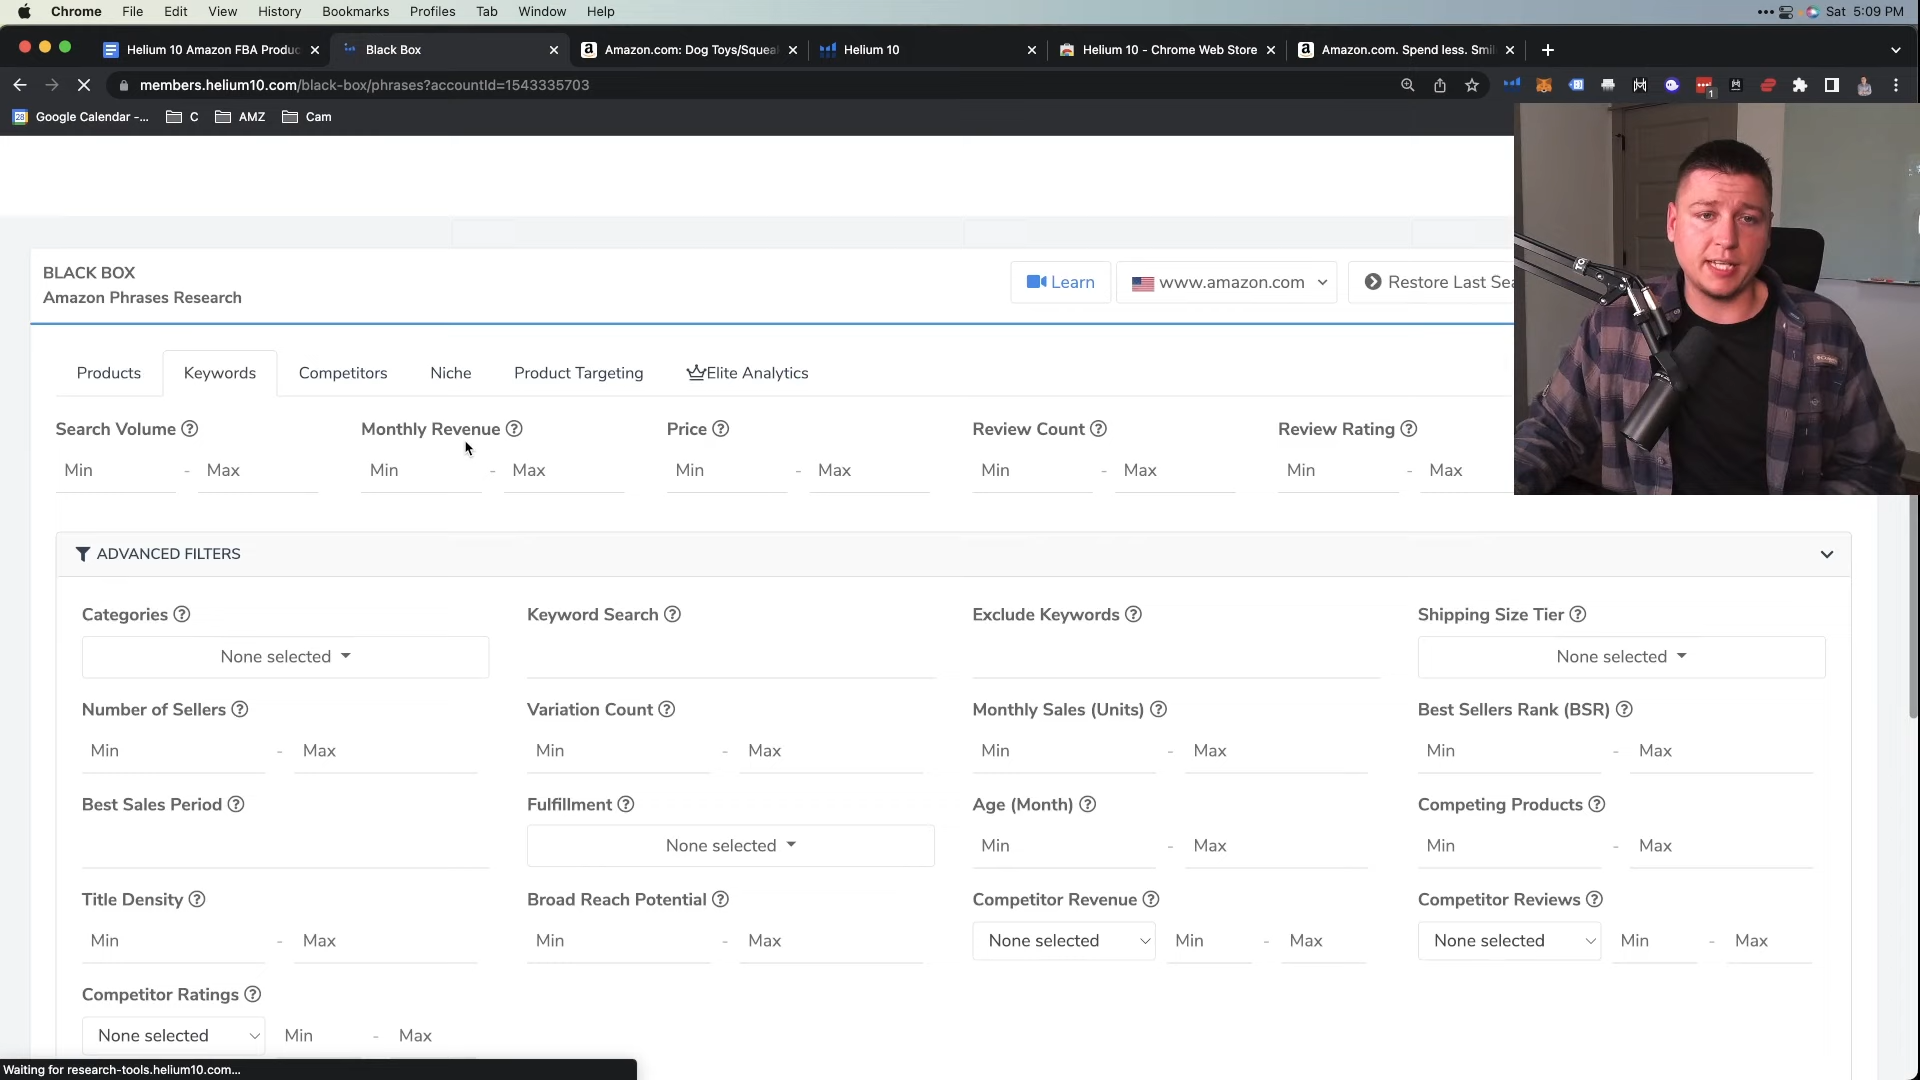 Chrome File Edit View History Bookmarks Profiles Tab Window Help Sat 5:09 PM
Helium 10 Amazon FBA Produc Black Box Amazon.com: Dog Toys/Squeal Helium 10 Helium 10 - Chrome Web Store Amazon.com. Spend less. Smil
members.helium10.com/black-box/phrases?accountId=1543335703
Google Calendar -... C AMZ Cam
BLACK BOX
Amazon Phrases Research
Learn www.amazon.com Restore Last Sea
Products Keywords Competitors Niche Product Targeting Elite Analytics
Search Volume Monthly Revenue Price Review Count Review Rating
Min - Max Min - Max Min - Max Min - Max Min - Max
ADVANCED FILTERS
Categories Keyword Search Exclude Keywords Shipping Size Tier
None selected None selected
Number of Sellers Variation Count Monthly Sales (Units) Best Sellers Rank (BSR)
Min - Max Min - Max Min - Max Min - Max
Best Sales Period Fulfillment Age (Month) Competing Products
None selected Min - Max Min - Max
Title Density Broad Reach Potential Competitor Revenue Competitor Reviews
Min - Max Min - Max None selected Min - Max None selected Min - Max
Competitor Ratings
None selected Min - Max
Waiting for research-tools.helium10.com...